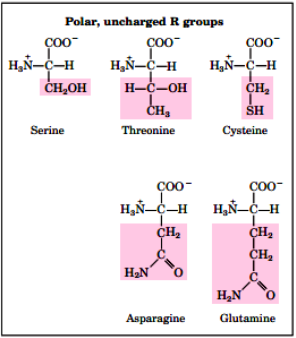 Polar, uncharged R groups
COO⁻ COO⁻ COO⁻
H₃N⁺–C–H H₃N⁺–C–H H₃N⁺–C–H
CH₂OH H–C–OH CH₂
CH₃ SH
Serine Threonine Cysteine
COO⁻ COO⁻
H₃N⁺–C–H H₃N⁺–C–H
CH₂ CH₂
C CH₂
H₂N O C
H₂N O
Asparagine Glutamine